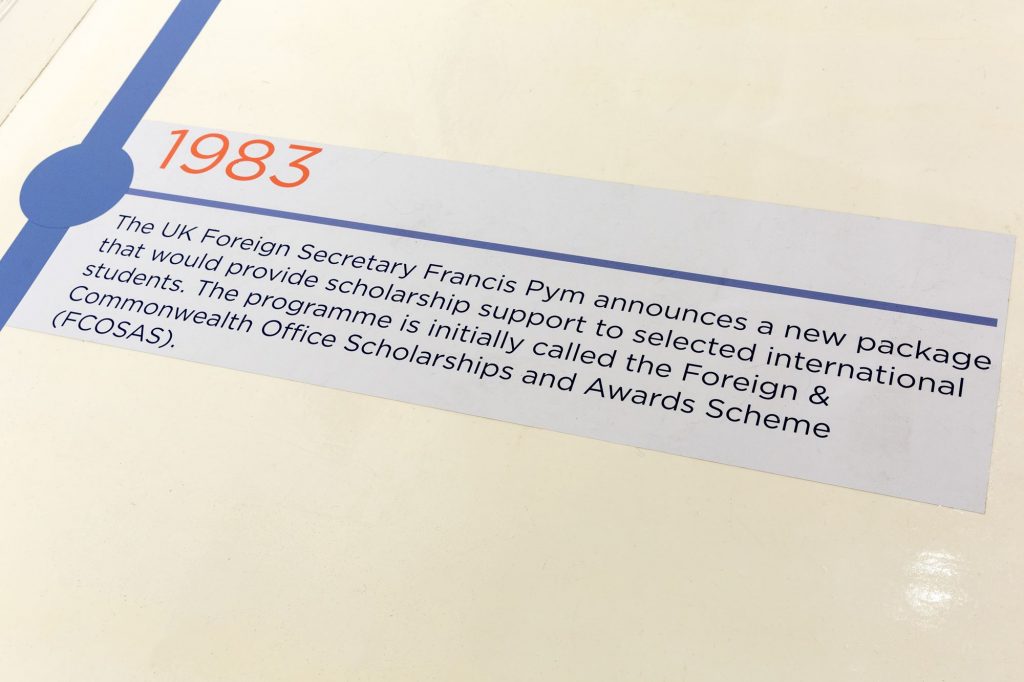 1983
The UK Foreign Secretary Francis Pym announces a new package
that would provide scholarship support to selected international
students. The programme is initially called the Foreign &
Commonwealth Office Scholarships and Awards Scheme
(FCOSAS).